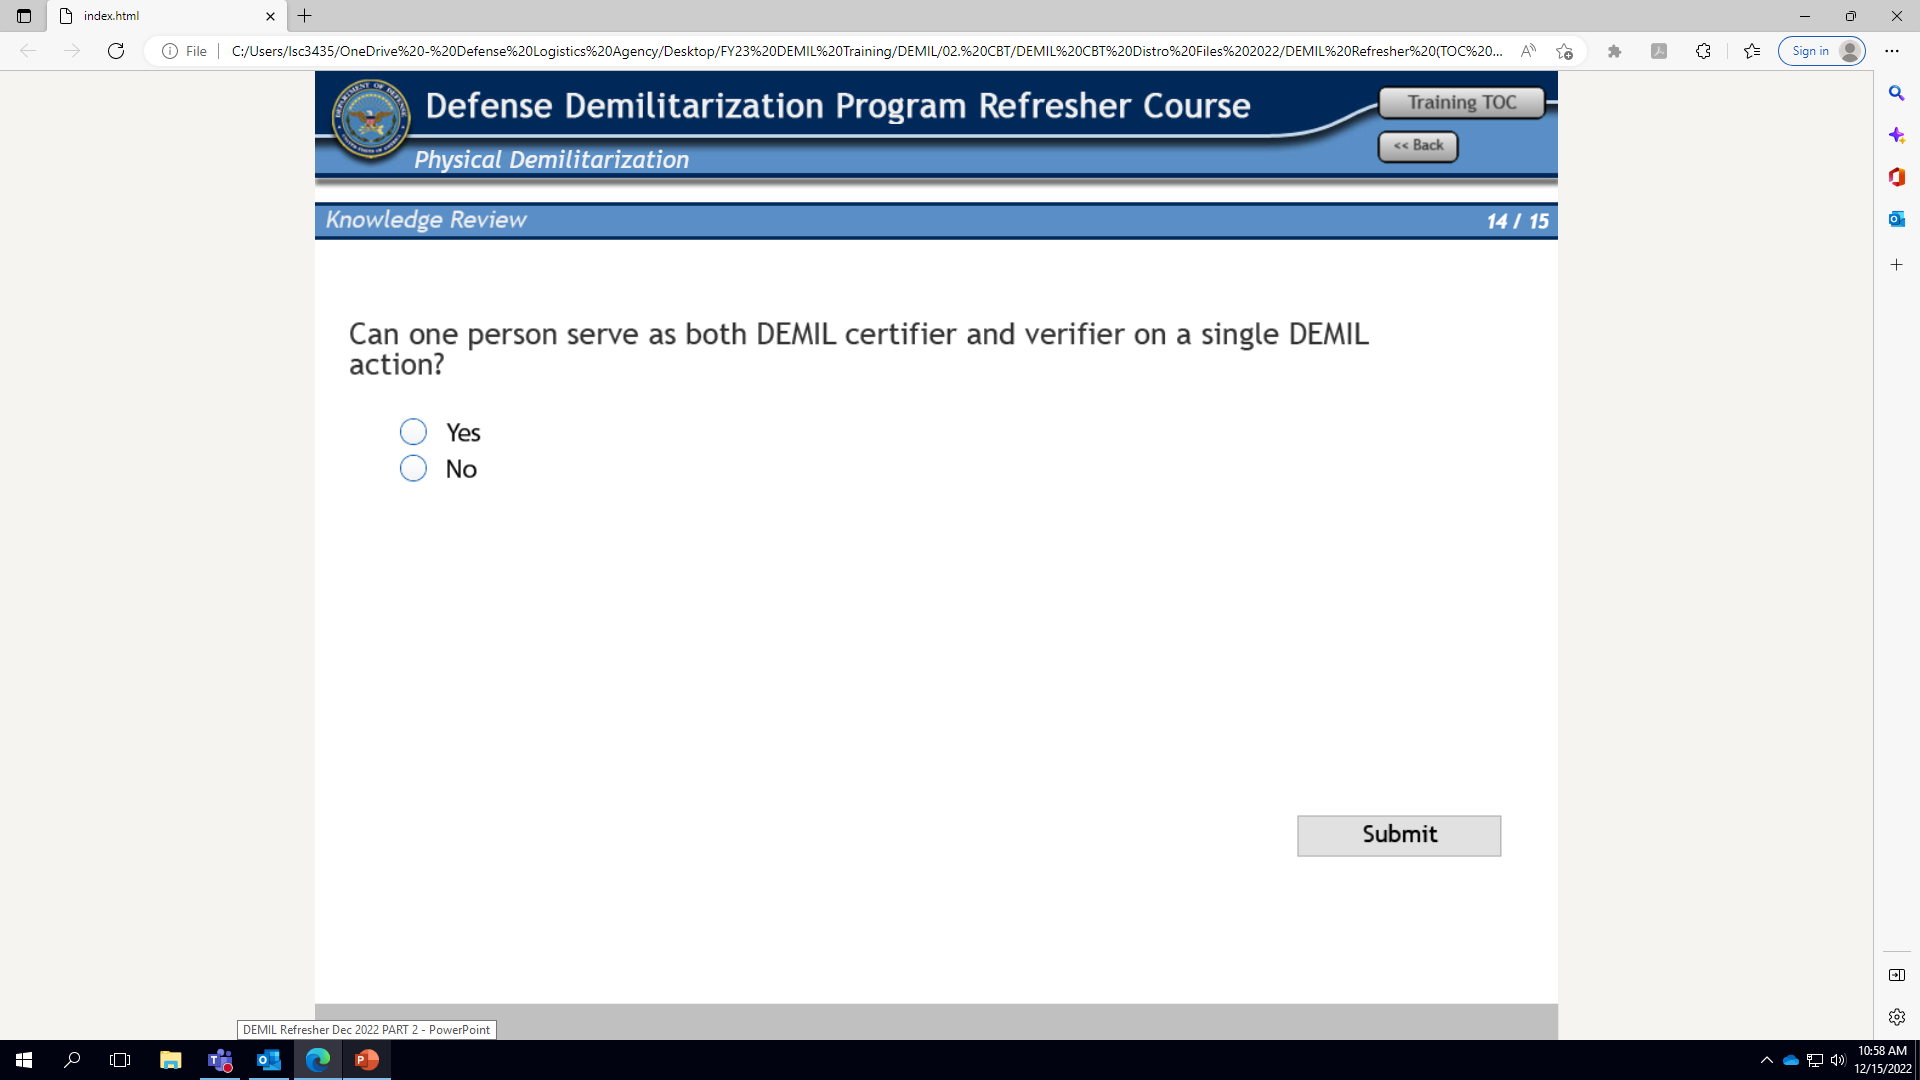 index.html
File
C:/Users/lsc3435/OneDrive%20-%20Defense%20Logistics%20Agency/Desktop/FY23%20DEMIL%20Training/DEMIL/02.%20CBT/DEMIL%20CBT%20Distro%20Files%202022/DEMIL%20Refresher%20(TOC%20...
Sign in
Defense Demilitarization Program Refresher Course
Training TOC
<< Back
Physical Demilitarization
Knowledge Review
14 / 15
Can one person serve as both DEMIL certifier and verifier on a single DEMIL
action?
Yes
No
Submit
DEMIL Refresher Dec 2022 PART 2 - PowerPoint
10:58 AM
12/15/2022